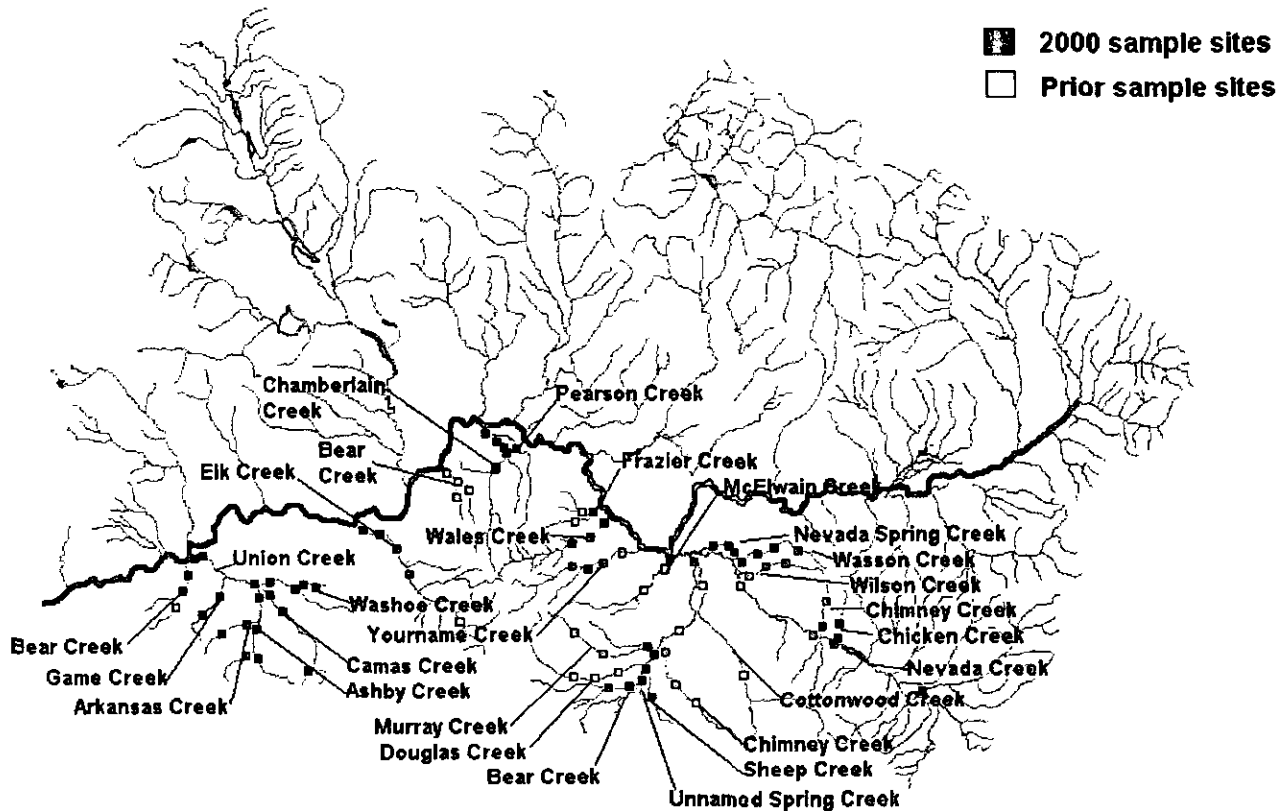 2000 sample sites
Prior sample sites
Chamberlain
Creek
Pearson Creek
Bear
Creek
Elk Creek
Frazier Creek
McElwain Creek
Wales Creek
Nevada Spring Creek
Union Creek
Wasson Creek
Wilson Creek
Washoe Creek
Chimney Creek
Yourname Creek
Chicken Creek
Bear Creek
Camas Creek
Nevada Creek
Game Creek
Ashby Creek
Arkansas Creek
Cottonwood Creek
Murray Creek
Douglas Creek
Chimney Creek
Bear Creek
Sheep Creek
Unnamed Spring Creek